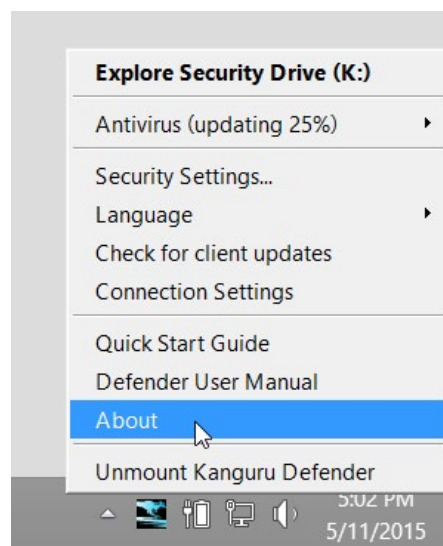 Explore Security Drive (K:)
Antivirus (updating 25%)
Security Settings...
Language
Check for client updates
Connection Settings
Quick Start Guide
Defender User Manual
About
Unmount Kanguru Defender
5:02 PM
5/11/2015